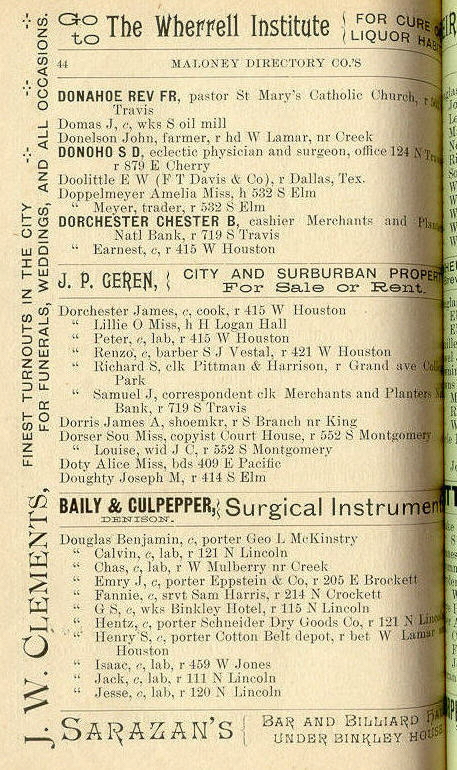 Go to The Wherrell Institute { FOR CURE
LIQUOR
44 MALONEY DIRECTORY CO.'S
DONAHOE REV FR, pastor St Mary's Catholic Church, r
Travis
Domas J, c, wks S oil mill
Donelson John, farmer, r hd W Lamar, nr Creek
DONOHO S D, eclectic physician and surgeon, office 124 N
r 879 E Cherry
Doolittle E W (F T Davis & Co), r Dallas, Tex.
Doppelmeyer Amelia Miss, h 532 S Elm
" Meyer, trader, r 532 S Elm
DORCHESTER CHESTER B, cashier Merchants and
Natl Bank, r 719 S Travis
" Earnest, c, r 415 W Houston
J. P. GEREN, { CITY AND SURBURBAN
For Sale or Rent.
Dorchester James, c, cook, r 415 W Houston
" Lillie O Miss, h H Logan Hall
" Peter, c, lab, r 415 W Houston
" Renzo, c, barber S J Vestal, r 421 W Houston
" Richard S, clk Pittman & Harrison, r Grand ave
Park
" Samuel J, correspondent clk Merchants and Planters
Bank, r 719 S Travis
Dorris James A, shoemkr, r S Branch nr King
Dorser Sou Miss, copyist Court House, r 552 S Montgomery
" Louise, wid J C, r 552 S Montgomery
Doty Alice Miss, bds 409 E Pacific
Doughty Joseph M, r 414 S Elm
BAILY & CULPEPPER, { Surgical
DENISON.
Douglas Benjamin, c, porter Geo L McKinstry
" Calvin, c, lab, r 121 N Lincoln
" Chas, c, lab, r W Mulberry nr Creek
" Emry J, c, porter Eppstein & Co, r 205 E Brockett
" Fannie, c, srvt Sam Harris, r 214 N Crockett
" G S, c, wks Binkley Hotel, r 115 N Lincoln
" Hentz, c, porter Schneider Dry Goods Co, r 121 N
" Henry S, c, porter Cotton Belt depot, r bet W Lamar
Houston
" Isaac, c, lab, r 459 W Jones
" Jack, c, lab, r 111 N Lincoln
" Jesse, c, lab, r 120 N Lincoln
SARAZAN'S { BAR AND BILLIARD
UNDER BINKLEY HOUSE
J. W. CLEMENTS, FINEST TURNOUTS IN THE CITY
FOR FUNERALS, WEDDINGS, AND ALL OCCASIONS.